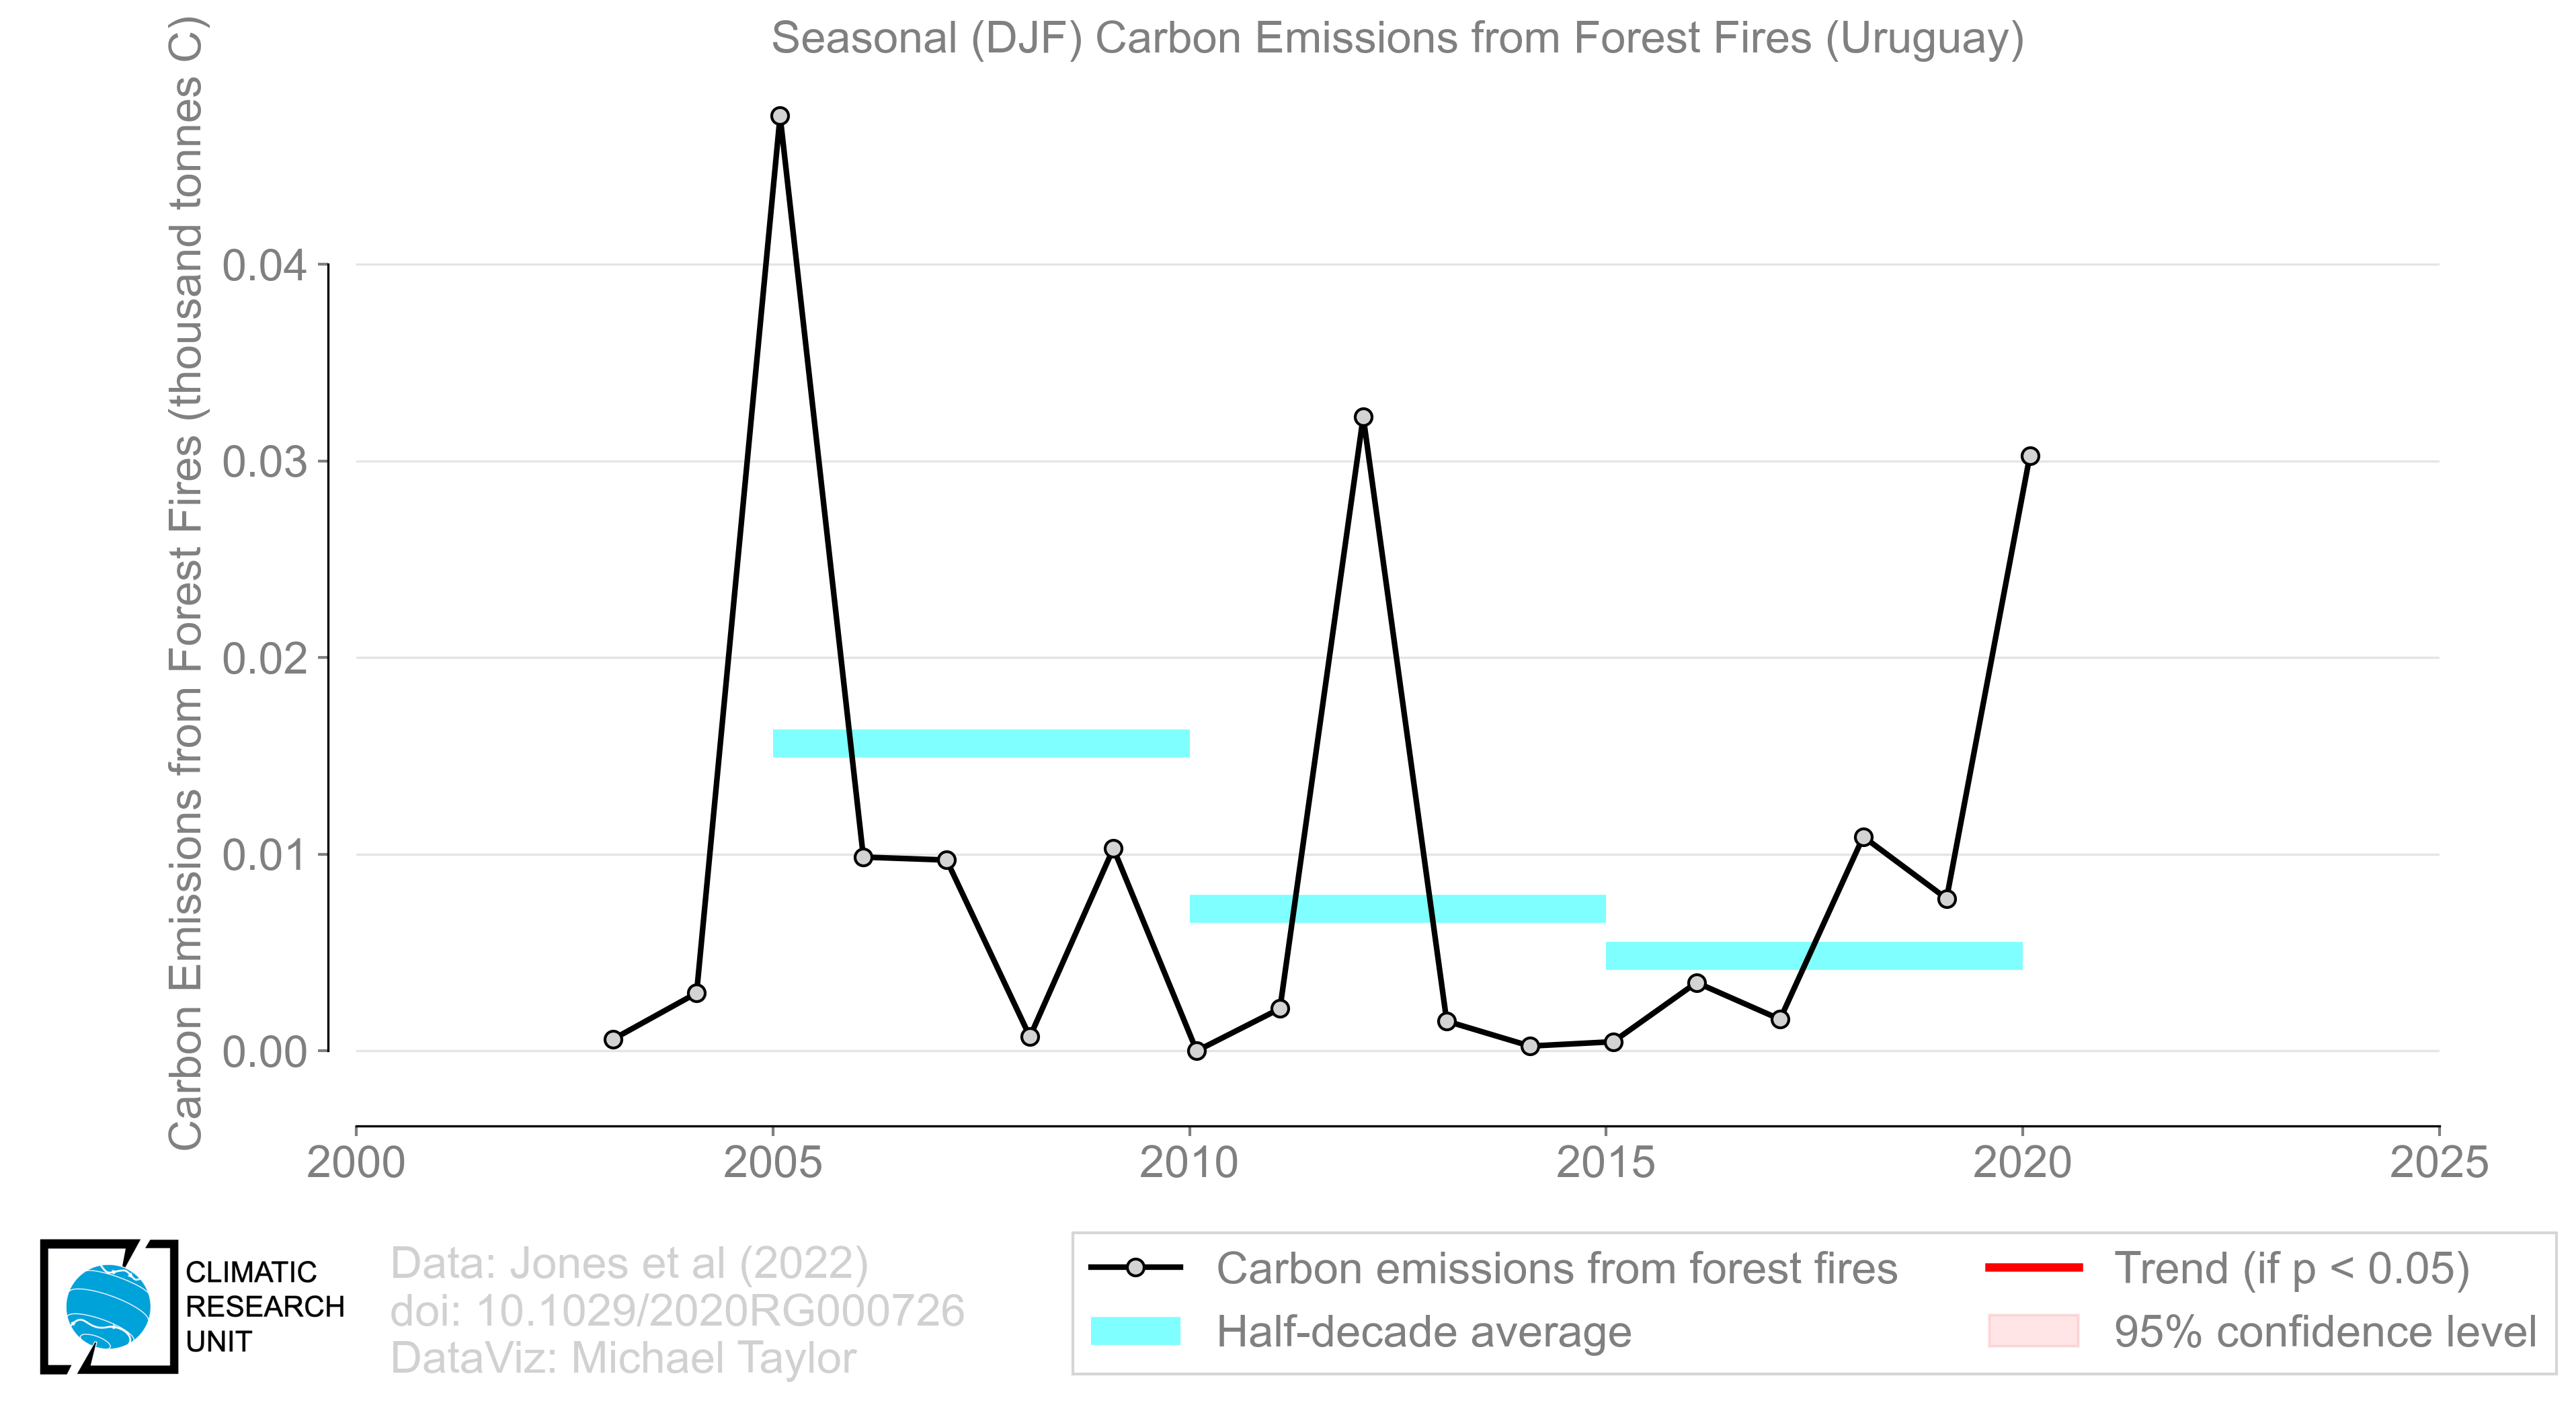 Seasonal (DJF) Carbon Emissions from Forest Fires (Uruguay)
Carbon Emissions from Forest Fires (thousand tonnes C)
0.04
0.03
0.02
0.01
0.00
2000
2005
2010
2015
2020
2025
CLIMATIC
RESEARCH
UNIT
Data: Jones et al (2022)
doi: 10.1029/2020RG000726
DataViz: Michael Taylor
Carbon emissions from forest fires
Half-decade average
Trend (if p < 0.05)
95% confidence level